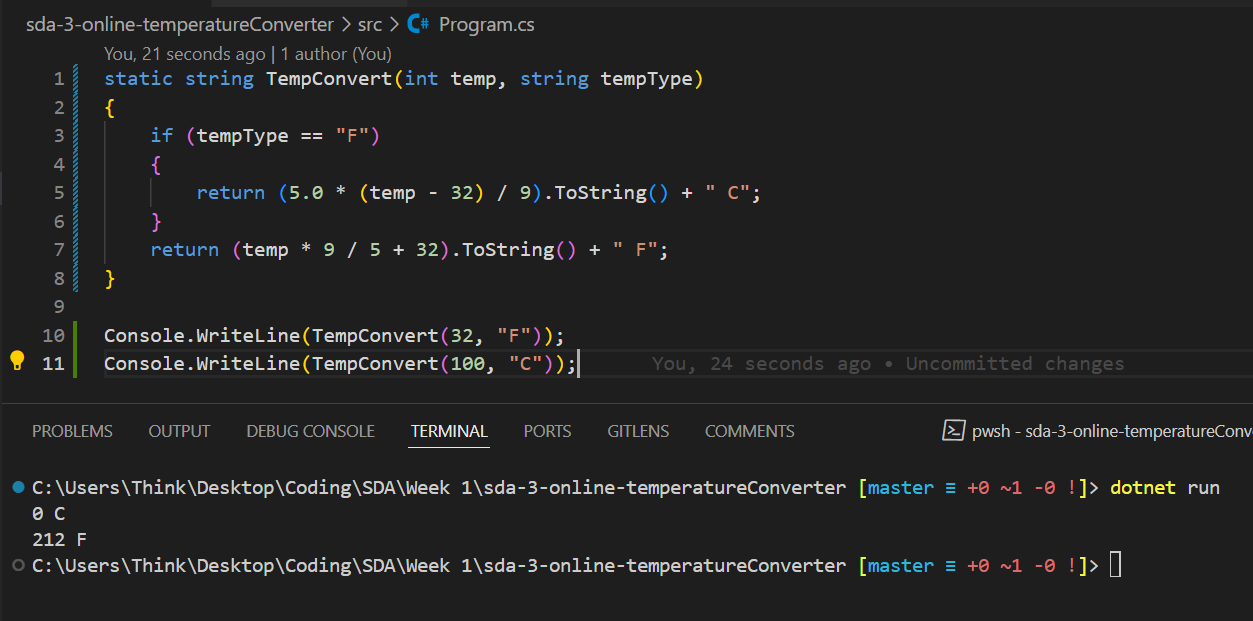 sda-3-online-temperatureConverter > src > C# Program.cs
You, 21 seconds ago | 1 author (You)
1 static string TempConvert(int temp, string tempType)
2 {
3     if (tempType == "F")
4     {
5         return (5.0 * (temp - 32) / 9).ToString() + " C";
6     }
7     return (temp * 9 / 5 + 32).ToString() + " F";
8 }
9
10 Console.WriteLine(TempConvert(32, "F"));
11 Console.WriteLine(TempConvert(100, "C")); You, 24 seconds ago • Uncommitted changes
PROBLEMS OUTPUT DEBUG CONSOLE TERMINAL PORTS GITLENS COMMENTS pwsh - sda-3-online-temperatureConv
C:\Users\Think\Desktop\Coding\SDA\Week 1\sda-3-online-temperatureConverter [master ≡ +0 ~1 -0 !]> dotnet run
0 C
212 F
C:\Users\Think\Desktop\Coding\SDA\Week 1\sda-3-online-temperatureConverter [master ≡ +0 ~1 -0 !]>